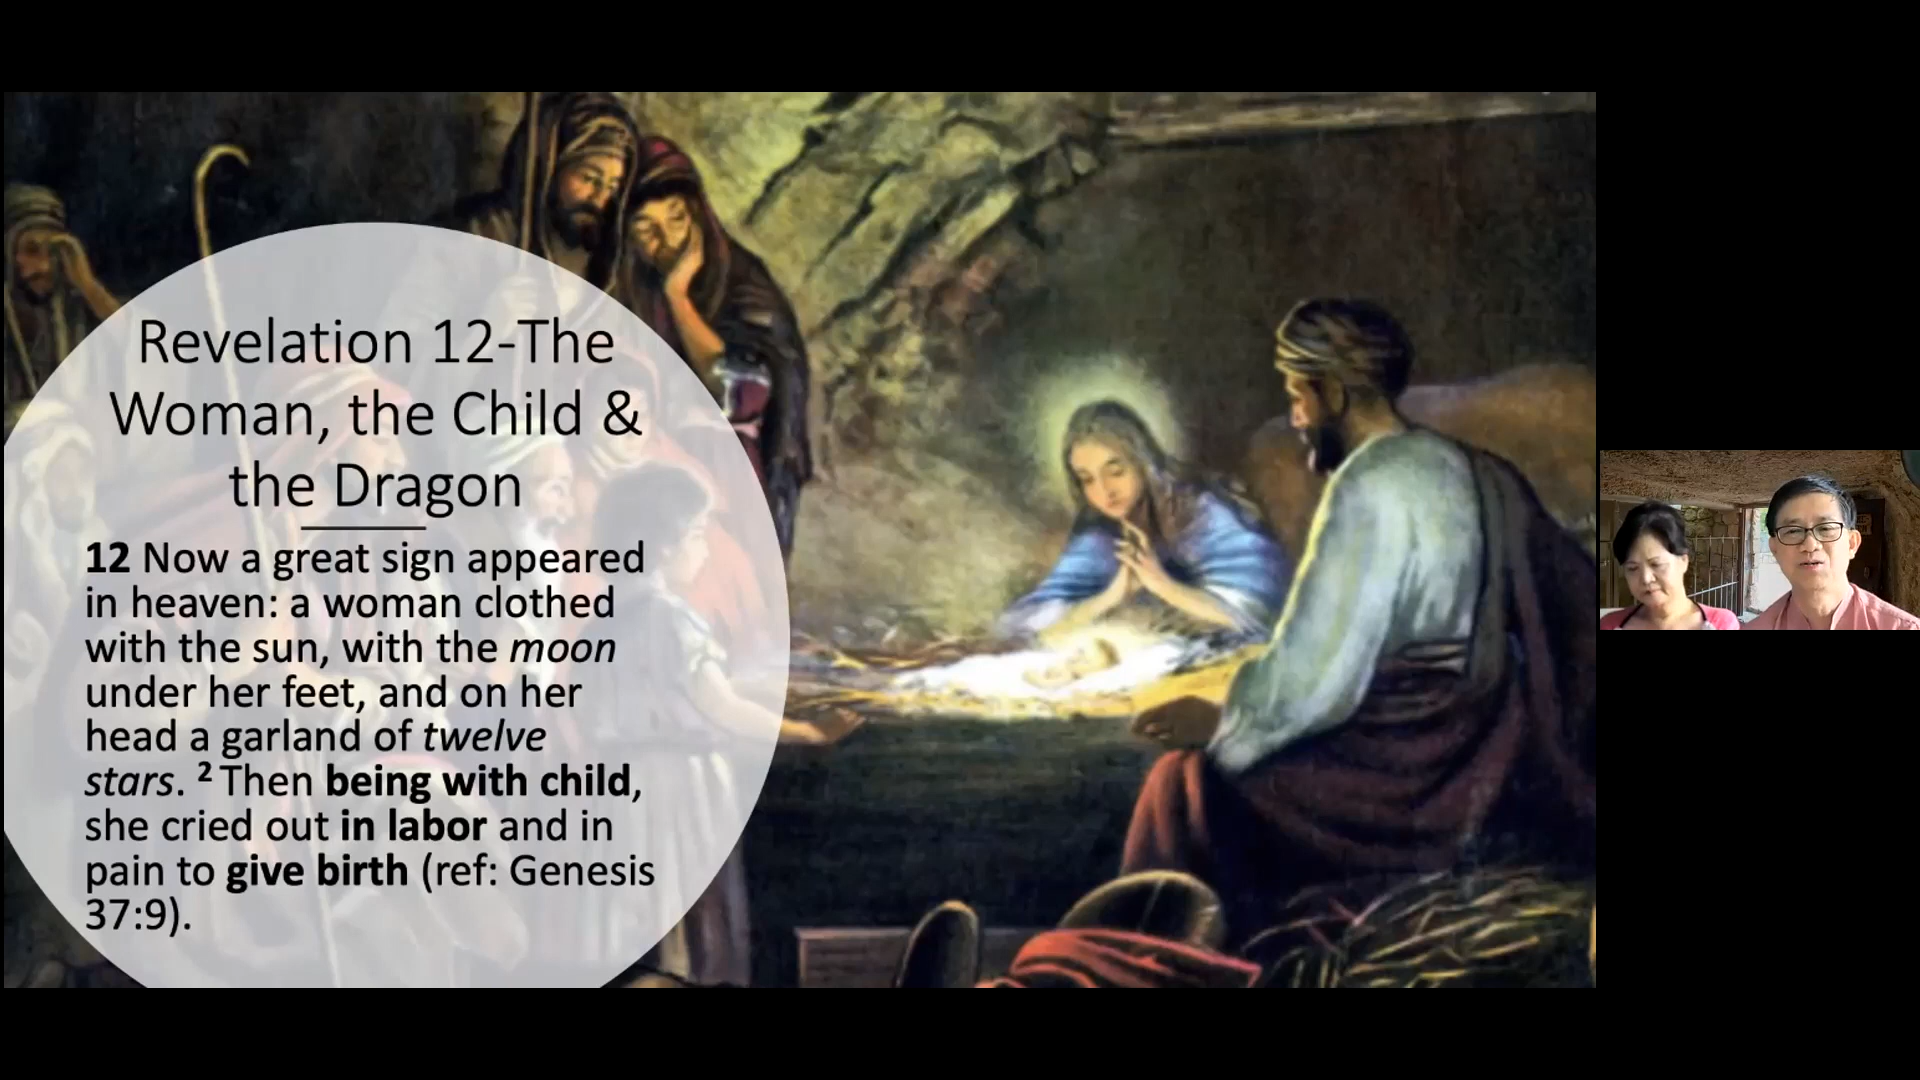 Revelation 12-The
Woman, the Child &
the Dragon
12 Now a great sign appeared
in heaven: a woman clothed
with the sun, with the moon
under her feet, and on her
head a garland of twelve
stars. 2 Then being with child,
she cried out in labor and in
pain to give birth (ref: Genesis
37:9).